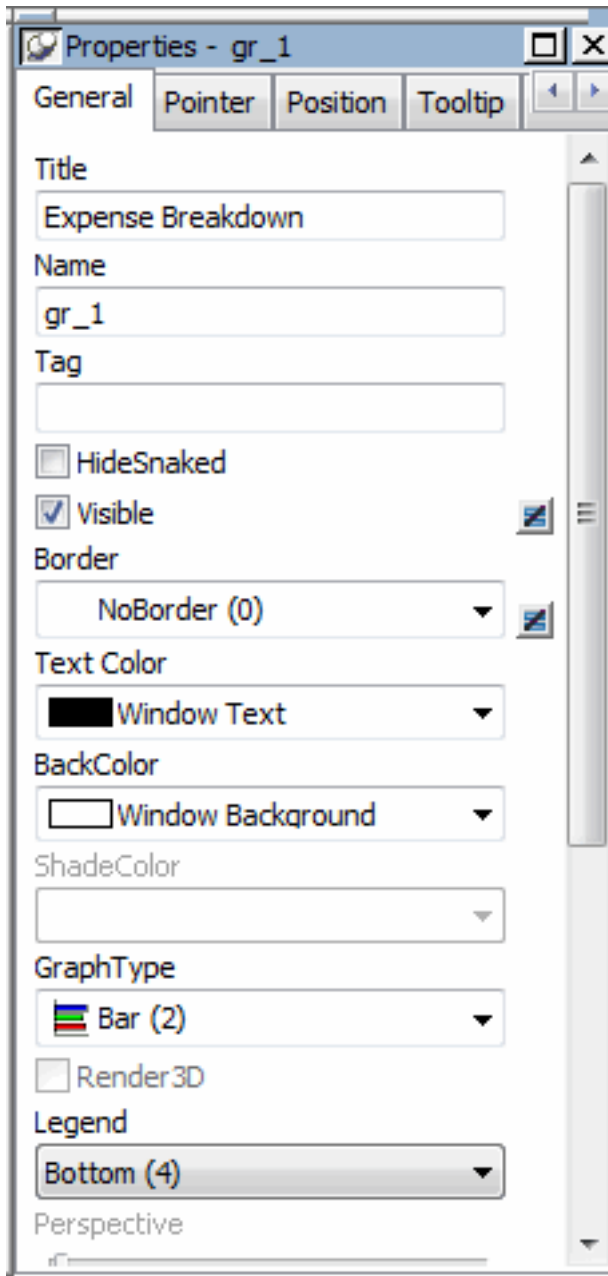 Properties - gr_1
General Pointer Position Tooltip
Title
Expense Breakdown
Name
gr_1
Tag
HideSnaked
Visible
Border
NoBorder (0)
Text Color
Window Text
BackColor
Window Background
ShadeColor
GraphType
Bar (2)
Render3D
Legend
Bottom (4)
Perspective